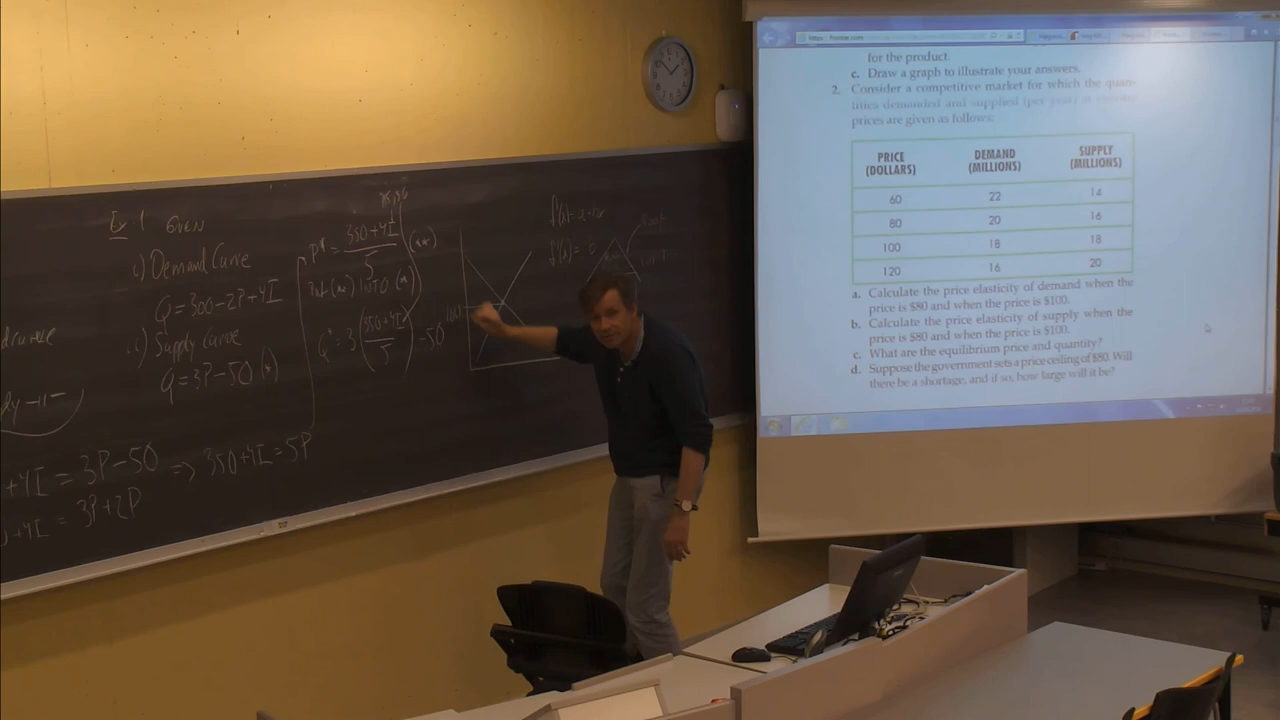 Ex 1 GIVEN
i) Demand Curve
Q=300-2P+4I
ii) Supply Curve
Q=3P-50 (*)
+4I = 3P-50 => 350+4I=5P
+4I = 3P+2P
P* = 350+4I / 5 (**)
Put (**) INTO (*)
Q* = 3(350+4I / 5) - 50
100
https
for the product.
c. Draw a graph to illustrate your answers.
2. Consider a competitive market for which the quan-
tities demanded and supplied (per year) at various
prices are given as follows:
PRICE (DOLLARS) DEMAND (MILLIONS) SUPPLY (MILLIONS)
60 22 14
80 20 16
100 18 18
120 16 20
a. Calculate the price elasticity of demand when the
price is $80 and when the price is $100.
b. Calculate the price elasticity of supply when the
price is $80 and when the price is $100.
c. What are the equilibrium price and quantity?
d. Suppose the government sets a price ceiling of $80. Will
there be a shortage, and if so, how large will it be?